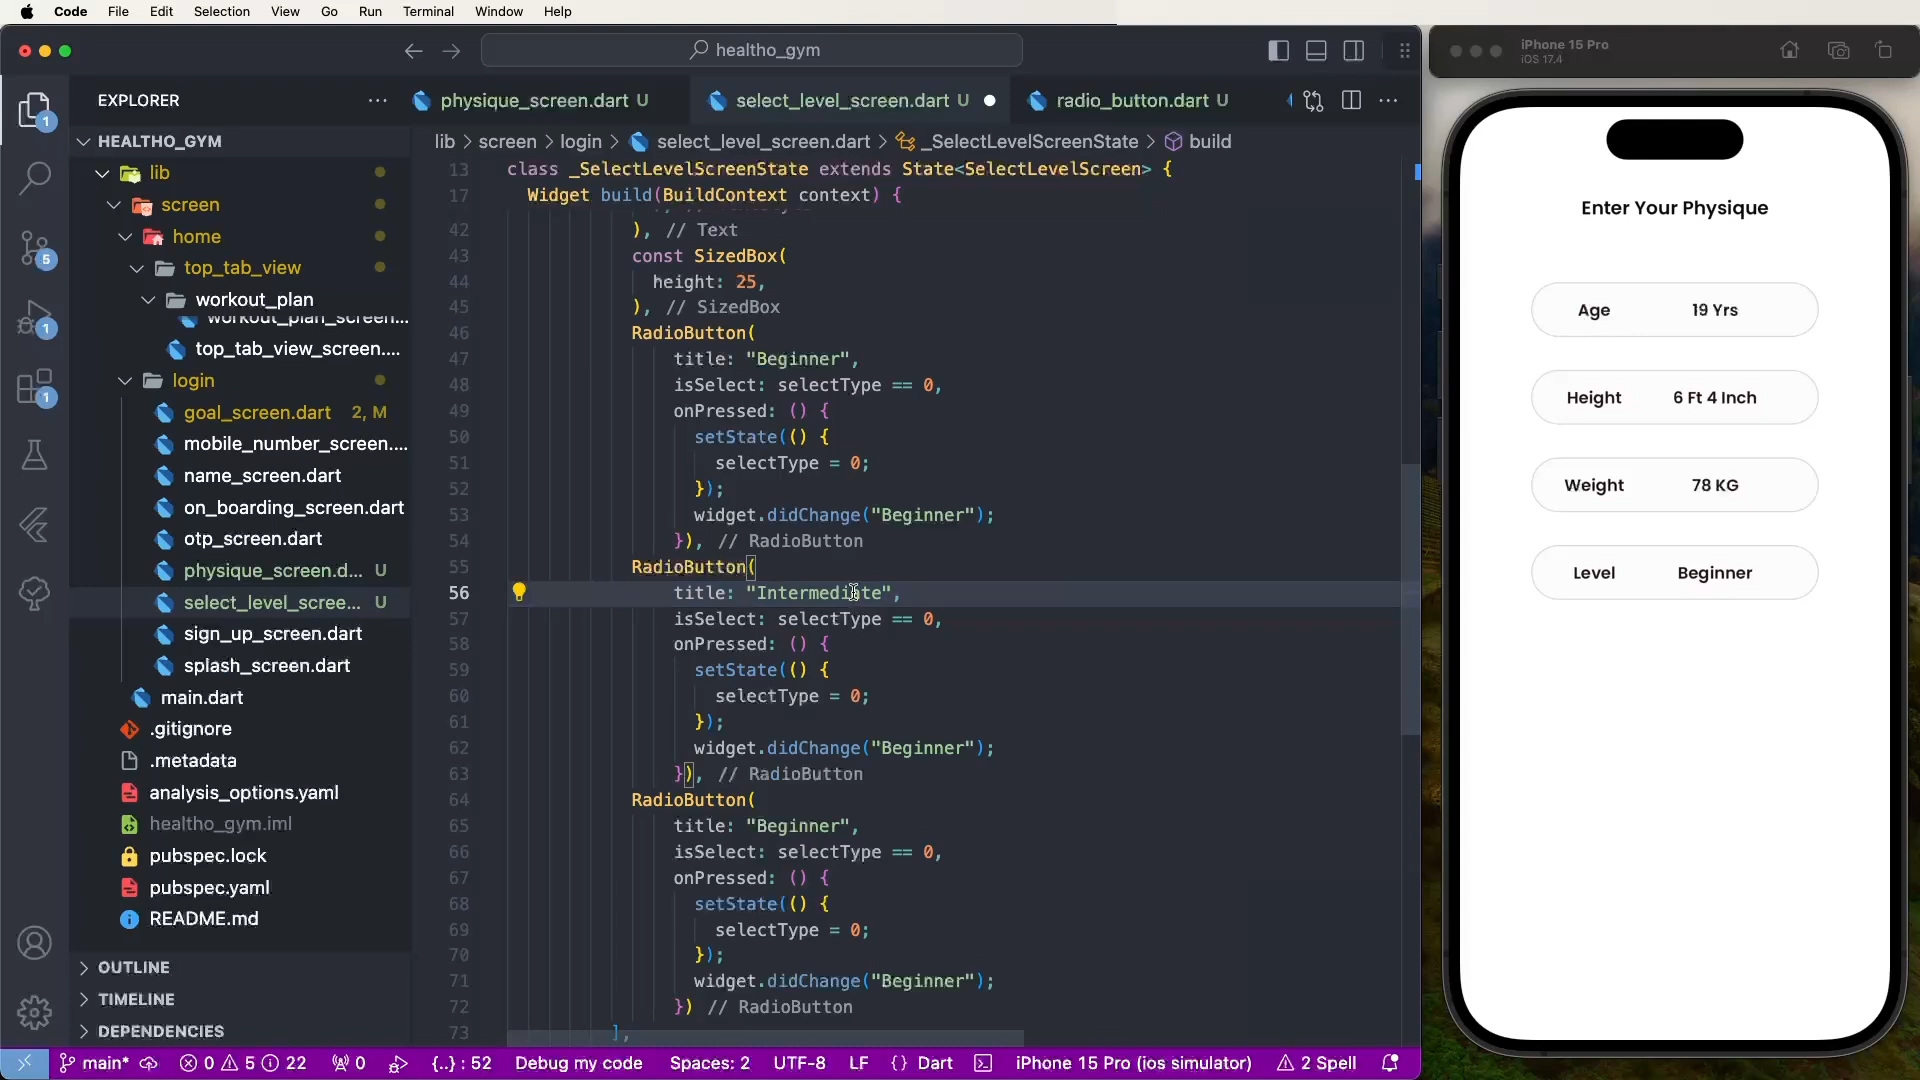 Code File Edit Selection View Go Run Terminal Window Help
healtho_gym
EXPLORER
physique_screen.dart U
select_level_screen.dart U
radio_button.dart U
lib > screen > login > select_level_screen.dart > _SelectLevelScreenState > build
HEALTHO_GYM
lib
screen
home
top_tab_view
workout_plan
workout_plan_screen...
top_tab_view_screen....
login
goal_screen.dart 2, M
mobile_number_screen....
name_screen.dart
on_boarding_screen.dart
otp_screen.dart
physique_screen.d... U
select_level_scree... U
sign_up_screen.dart
splash_screen.dart
main.dart
.gitignore
.metadata
analysis_options.yaml
healtho_gym.iml
pubspec.lock
pubspec.yaml
README.md
OUTLINE
TIMELINE
DEPENDENCIES
1
5
1
1
13 class _SelectLevelScreenState extends State<SelectLevelScreen> {
17 Widget build(BuildContext context) {
42 ), // Text
43 const SizedBox(
44 height: 25,
45 ), // SizedBox
46 RadioButton(
47 title: "Beginner",
48 isSelect: selectType == 0,
49 onPressed: () {
50 setState(() {
51 selectType = 0;
52 });
53 widget.didChange("Beginner");
54 }), // RadioButton
55 RadioButton(
56 title: "Intermediate",
57 isSelect: selectType == 0,
58 onPressed: () {
59 setState(() {
60 selectType = 0;
61 });
62 widget.didChange("Beginner");
63 }), // RadioButton
64 RadioButton(
65 title: "Beginner",
66 isSelect: selectType == 0,
67 onPressed: () {
68 setState(() {
69 selectType = 0;
70 });
71 widget.didChange("Beginner");
72 }) // RadioButton
73 ],
main* 0 5 22 0 {..} : 52 Debug my code Spaces: 2 UTF-8 LF {} Dart iPhone 15 Pro (ios simulator) 2 Spell
iPhone 15 Pro
iOS 17.4
Enter Your Physique
Age 19 Yrs
Height 6 Ft 4 Inch
Weight 78 KG
Level Beginner